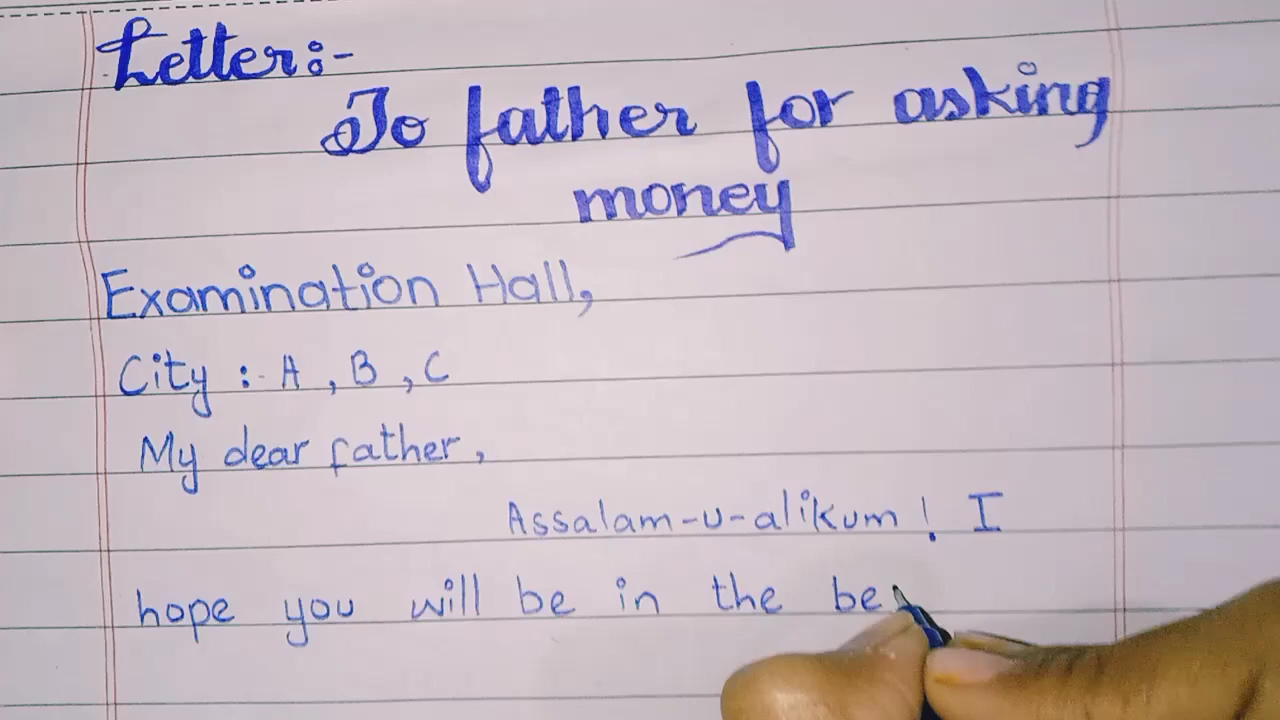 Letter:-
To father for asking
money
Examination Hall,
City :- A , B , C
My dear father,
Assalam-u-alikum! I
hope you will be in the be